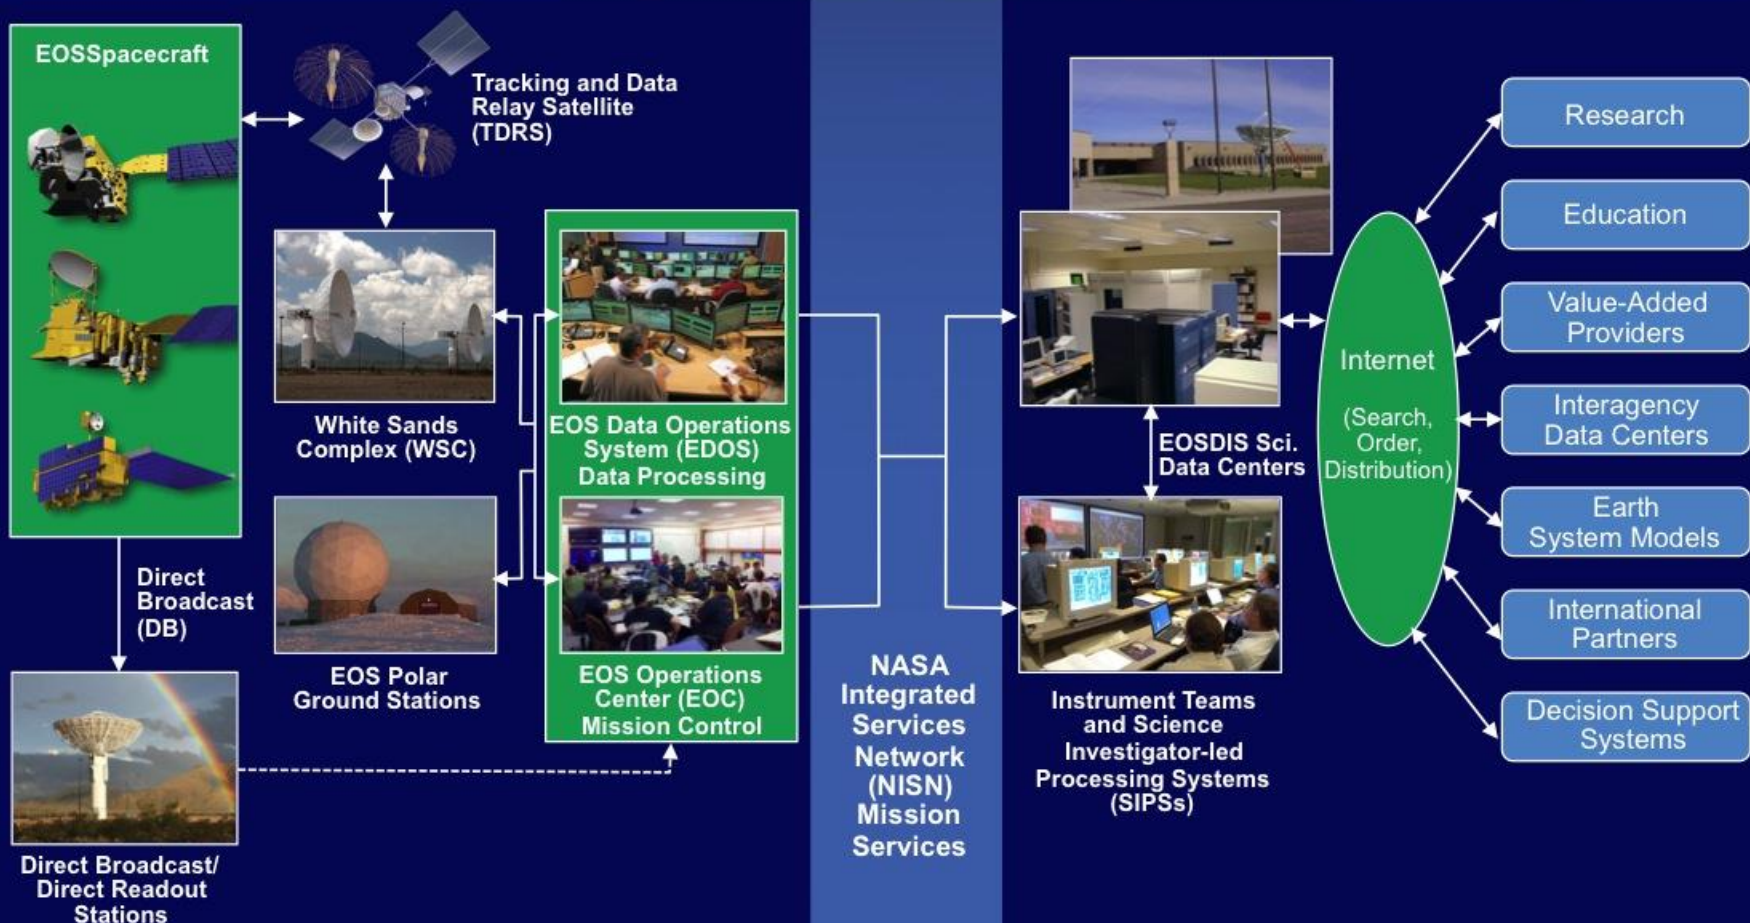 EOSSpacecraft
Tracking and Data
Relay Satellite
(TDRS)
White Sands
Complex (WSC)
EOS Data Operations
System (EDOS)
Data Processing
EOS Polar
Ground Stations
EOS Operations
Center (EOC)
Mission Control
Direct
Broadcast
(DB)
Direct Broadcast/
Direct Readout
Stations
NASA
Integrated
Services
Network
(NISN)
Mission
Services
EOSDIS Sci.
Data Centers
Instrument Teams
and Science
Investigator-led
Processing Systems
(SIPSs)
Internet
(Search,
Order,
Distribution)
Research
Education
Value-Added
Providers
Interagency
Data Centers
Earth
System Models
International
Partners
Decision Support
Systems